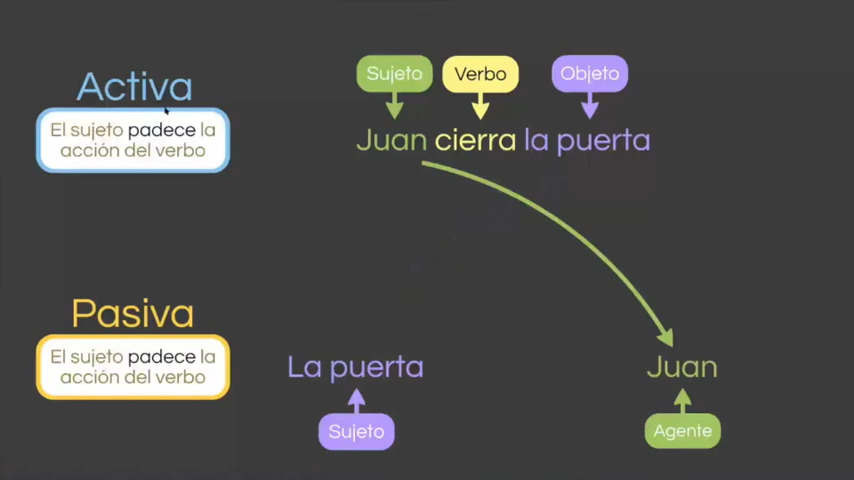 Activa
El sujeto padece la
acción del verbo
Sujeto
Verbo
Objeto
Juan cierra la puerta
Pasiva
El sujeto padece la
acción del verbo
La puerta
Juan
Sujeto
Agente